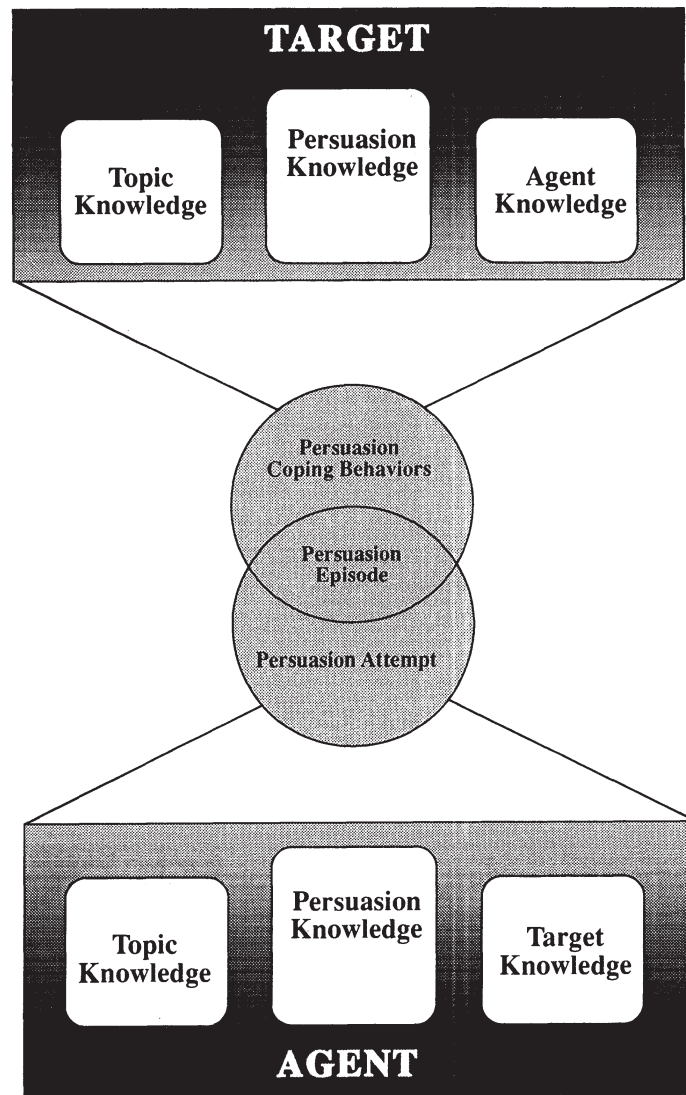 TARGET
Topic
Knowledge
Persuasion
Knowledge
Agent
Knowledge
Persuasion
Coping Behaviors
Persuasion
Episode
Persuasion Attempt
Topic
Knowledge
Persuasion
Knowledge
Target
Knowledge
AGENT